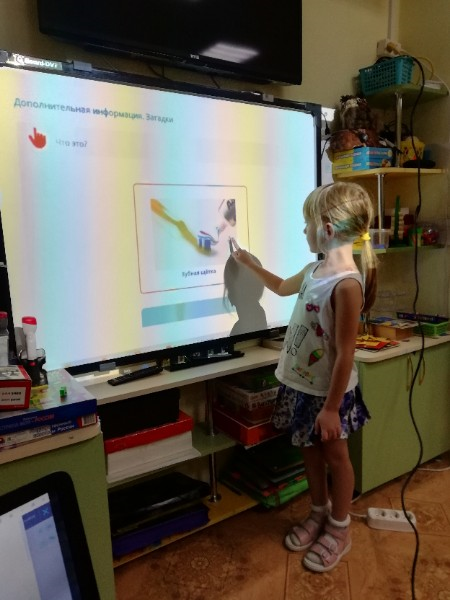 Дополнительная информация. Загадки
Что это?
Зубная щётка